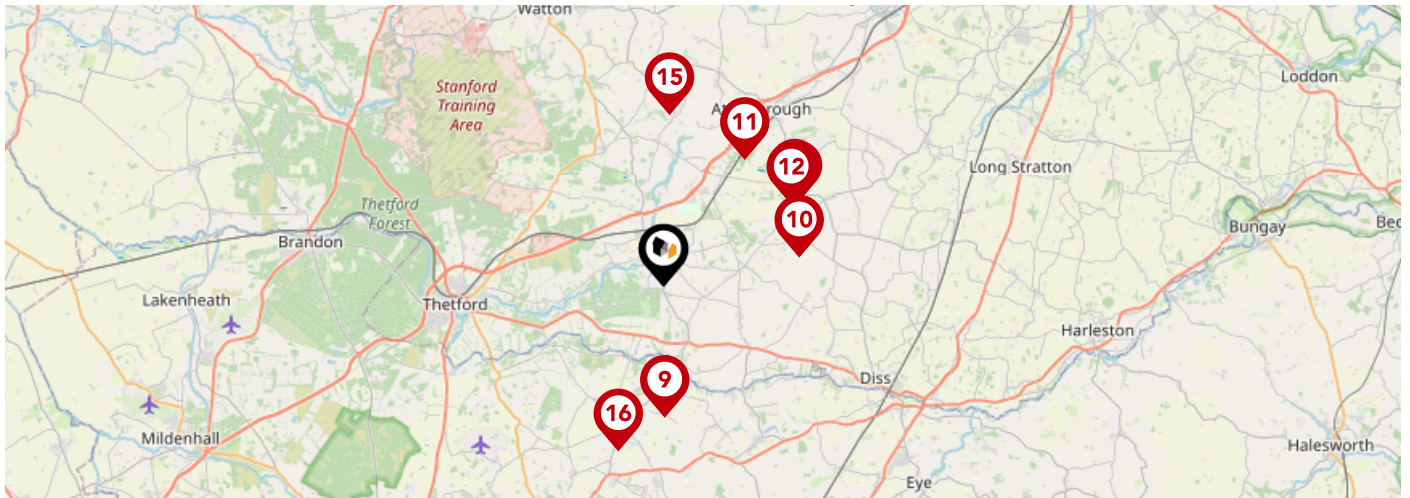 Watton
Stanford
Training
Area
15
11
Loddon
12
Long Stratton
Thetford
Forest
10
Brandon
Bungay
Lakenheath
Thetford
Harleston
Diss
9
16
Mildenhall
Halesworth
Eye